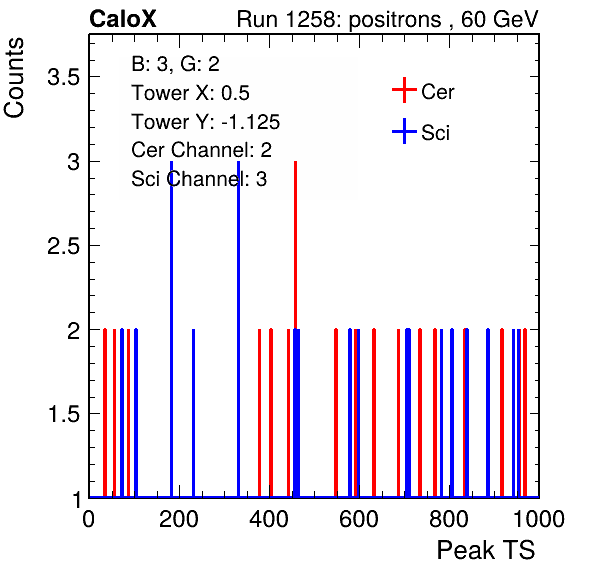 CaloX
Run 1258: positrons , 60 GeV
Counts
B: 3, G: 2
Tower X: 0.5
Tower Y: -1.125
Cer Channel: 2
Sci Channel: 3
Cer
Sci
3.5
3
2.5
2
1.5
1
0 200 400 600 800 1000
Peak TS